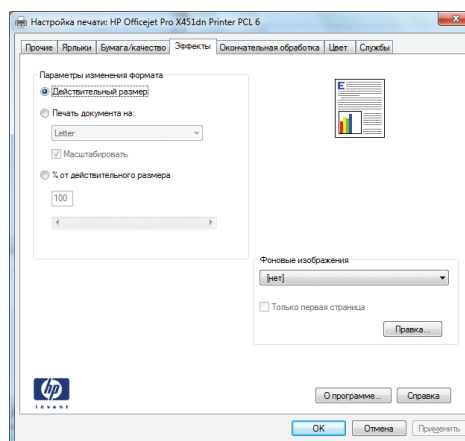 Настройка печати: HP Officejet Pro X451dn Printer PCL 6
Прочие Ярлыки Бумага/качество Эффекты Окончательная обработка Цвет Службы
Параметры изменения формата
Действительный размер
Печать документа на:
Letter
Масштабировать
% от действительного размера
100
E
Фоновые изображения
[нет]
Только первая страница
Правка...
hp
invent
О программе... Справка
OK Отмена Применить